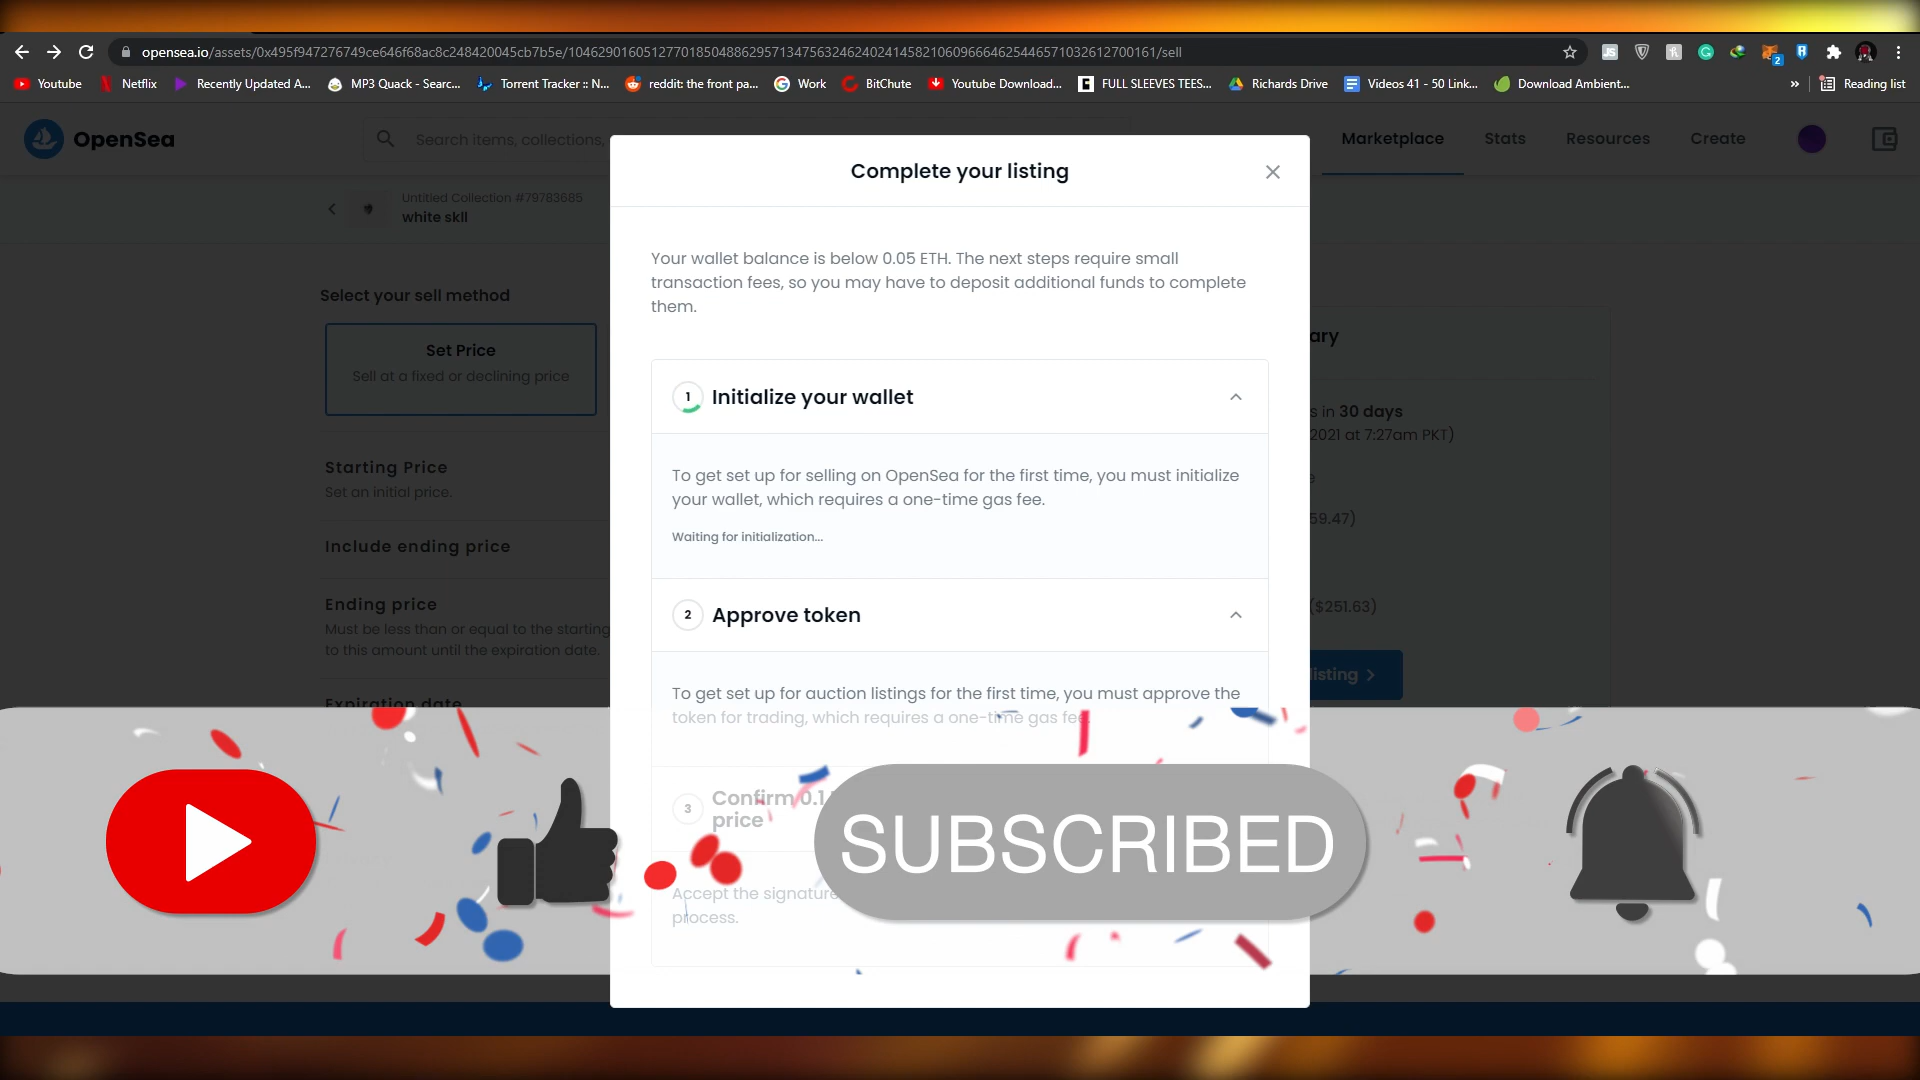 opensea.io/assets/0x495f947276749ce646f68ac8c248420045cb7b5e/104629016051277018504886295713475632462402414582106096664625446571032612700161/sell
Youtube
Netflix
Recently Updated A...
MP3 Quack - Searc...
Torrent Tracker :: N...
reddit: the front pa...
Work
BitChute
Youtube Download...
FULL SLEEVES TEES...
Richards Drive
Videos 41 - 50 Link...
Download Ambient...
»
Reading list
OpenSea
Search items, collections,
Marketplace
Stats
Resources
Create
Untitled Collection #79783685
white skll
Complete your listing
Your wallet balance is below 0.05 ETH. The next steps require small
transaction fees, so you may have to deposit additional funds to complete
them.
1 Initialize your wallet
To get set up for selling on OpenSea for the first time, you must initialize
your wallet, which requires a one-time gas fee.
Waiting for initialization...
2 Approve token
To get set up for auction listings for the first time, you must approve the
token for trading, which requires a one-time gas fee.
3 Confirm 0.1
price
Accept the signature
process.
Select your sell method
Set Price
Sell at a fixed or declining price
Starting Price
Set an initial price.
Include ending price
Ending price
Must be less than or equal to the starting
to this amount until the expiration date.
Expiration date
ary
s in 30 days
2021 at 7:27am PKT)
59.47)
($251.63)
listing
SUBSCRIBED